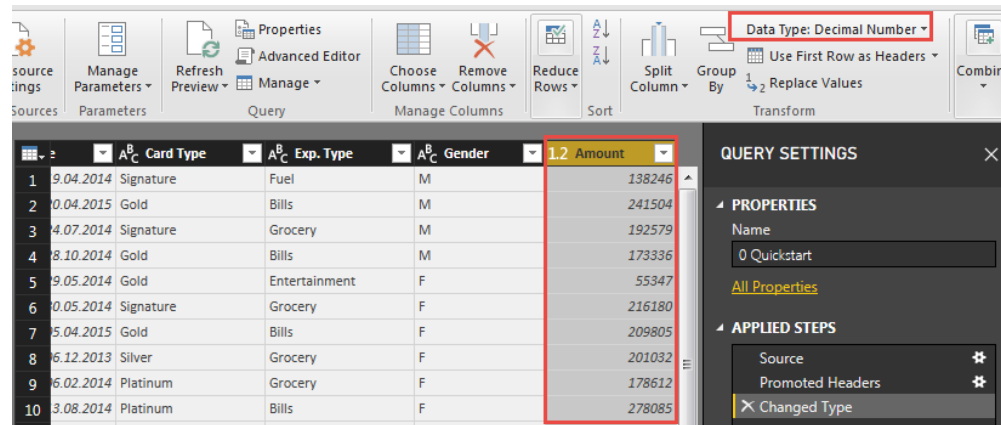 Properties
Advanced Editor
Manage
source
tings
Manage
Parameters
Refresh
Preview
Choose
Columns
Remove
Columns
Reduce
Rows
Split
Column
Group
By
Data Type: Decimal Number
Use First Row as Headers
Replace Values
Combin
Sources
Parameters
Query
Manage Columns
Sort
Transform
ABC Card Type ABC Exp. Type ABC Gender 1.2 Amount
1 9.04.2014 Signature Fuel M 138246
2 0.04.2015 Gold Bills M 241504
3 4.07.2014 Signature Grocery M 192579
4 8.10.2014 Gold Bills M 173336
5 9.05.2014 Gold Entertainment F 55347
6 0.05.2014 Signature Grocery F 216180
7 5.04.2015 Gold Bills F 209805
8 6.12.2013 Silver Grocery F 201032
9 6.02.2014 Platinum Grocery F 178612
10 3.08.2014 Platinum Bills F 278085
QUERY SETTINGS
PROPERTIES
Name
0 Quickstart
All Properties
APPLIED STEPS
Source
Promoted Headers
Changed Type